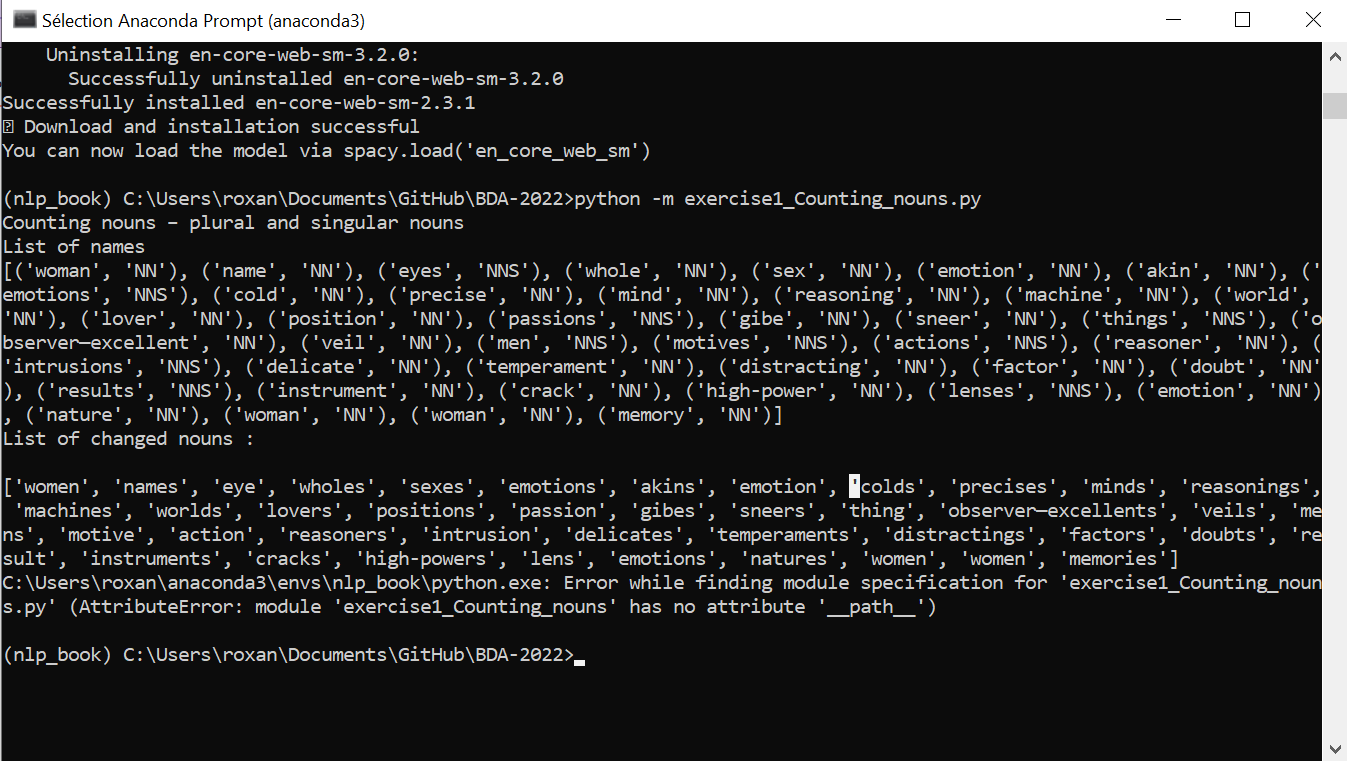 Sélection Anaconda Prompt (anaconda3)
    Uninstalling en-core-web-sm-3.2.0:
      Successfully uninstalled en-core-web-sm-3.2.0
Successfully installed en-core-web-sm-2.3.1
Download and installation successful
You can now load the model via spacy.load('en_core_web_sm')
(nlp_book) C:\Users\roxan\Documents\GitHub\BDA-2022>python -m exercise1_Counting_nouns.py
Counting nouns – plural and singular nouns
List of names
[('woman', 'NN'), ('name', 'NN'), ('eyes', 'NNS'), ('whole', 'NN'), ('sex', 'NN'), ('emotion', 'NN'), ('akin', 'NN'), ('
emotions', 'NNS'), ('cold', 'NN'), ('precise', 'NN'), ('mind', 'NN'), ('reasoning', 'NN'), ('machine', 'NN'), ('world',
'NN'), ('lover', 'NN'), ('position', 'NN'), ('passions', 'NNS'), ('gibe', 'NN'), ('sneer', 'NN'), ('things', 'NNS'), ('o
bserver—excellent', 'NN'), ('veil', 'NN'), ('men', 'NNS'), ('motives', 'NNS'), ('actions', 'NNS'), ('reasoner', 'NN'), (
'intrusions', 'NNS'), ('delicate', 'NN'), ('temperament', 'NN'), ('distracting', 'NN'), ('factor', 'NN'), ('doubt', 'NN'
), ('results', 'NNS'), ('instrument', 'NN'), ('crack', 'NN'), ('high-power', 'NN'), ('lenses', 'NNS'), ('emotion', 'NN')
, ('nature', 'NN'), ('woman', 'NN'), ('woman', 'NN'), ('memory', 'NN')]
List of changed nouns :
['women', 'names', 'eye', 'wholes', 'sexes', 'emotions', 'akins', 'emotion', 'colds', 'precises', 'minds', 'reasonings',
 'machines', 'worlds', 'lovers', 'positions', 'passion', 'gibes', 'sneers', 'thing', 'observer—excellents', 'veils', 'me
ns', 'motive', 'action', 'reasoners', 'intrusion', 'delicates', 'temperaments', 'distractings', 'factors', 'doubts', 're
sult', 'instruments', 'cracks', 'high-powers', 'lens', 'emotions', 'natures', 'women', 'women', 'memories']
C:\Users\roxan\anaconda3\envs\nlp_book\python.exe: Error while finding module specification for 'exercise1_Counting_noun
s.py' (AttributeError: module 'exercise1_Counting_nouns' has no attribute '__path__')
(nlp_book) C:\Users\roxan\Documents\GitHub\BDA-2022>